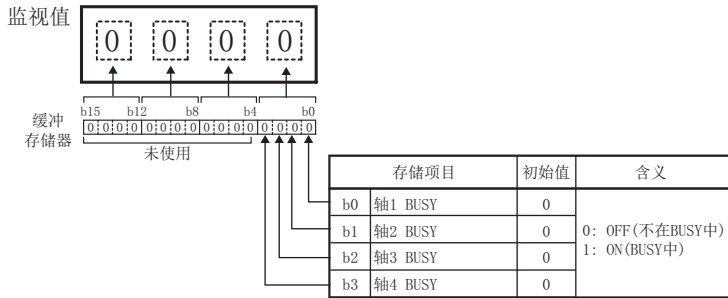 监视值
0 0 0 0
b15 b12 b8 b4 b0
缓冲
存储器
0 0 0 0 0 0 0 0 0 0 0 0 0 0 0 0
未使用
存储项目 初始值 含义
b0 轴1 BUSY 0
b1 轴2 BUSY 0
b2 轴3 BUSY 0
b3 轴4 BUSY 0
0: OFF(不在BUSY中)
1: ON(BUSY中)